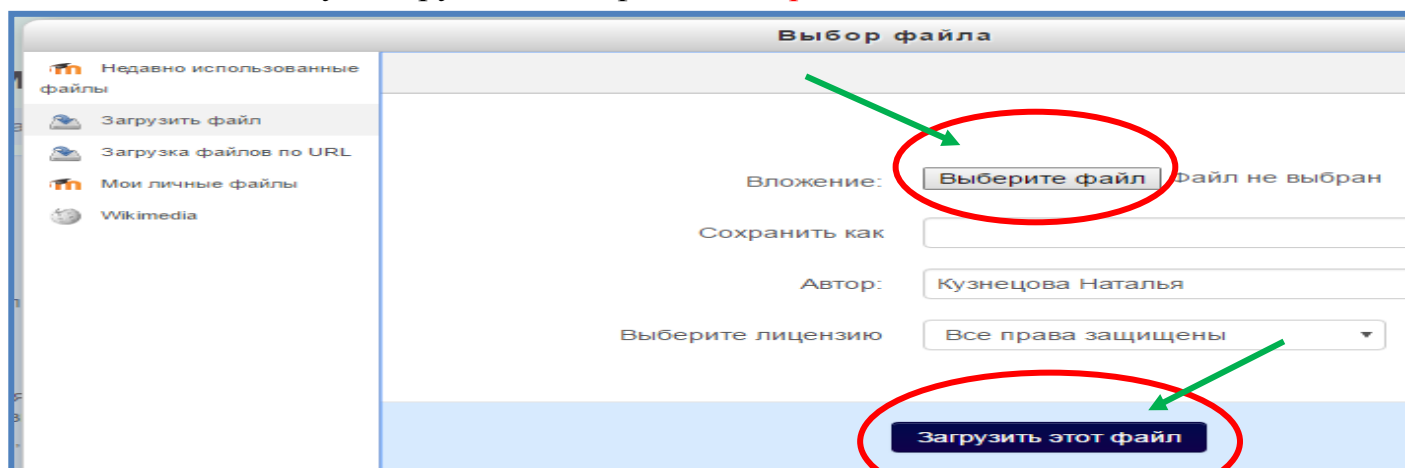 Выбор файла
Недавно использованные
файлы
Загрузить файл
Загрузка файлов по URL
Мои личные файлы
Wikimedia
Вложение: Выберите файл Файл не выбран
Сохранить как
Автор: Кузнецова Наталья
Выберите лицензию Все права защищены
Загрузить этот файл